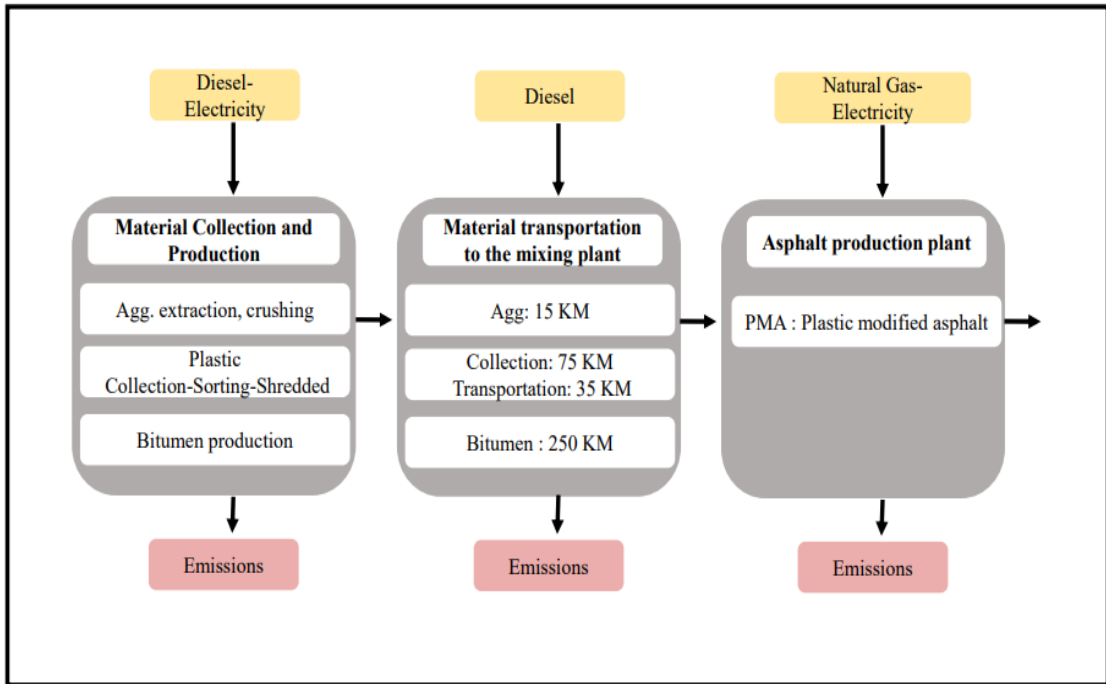 Diesel-
Electricity
Diesel
Natural Gas-
Electricity
Material Collection and
Production
Agg. extraction, crushing
Plastic
Collection-Sorting-Shredded
Bitumen production
Material transportation
to the mixing plant
Agg: 15 KM
Collection: 75 KM
Transportation: 35 KM
Bitumen : 250 KM
Asphalt production plant
PMA : Plastic modified asphalt
Emissions
Emissions
Emissions